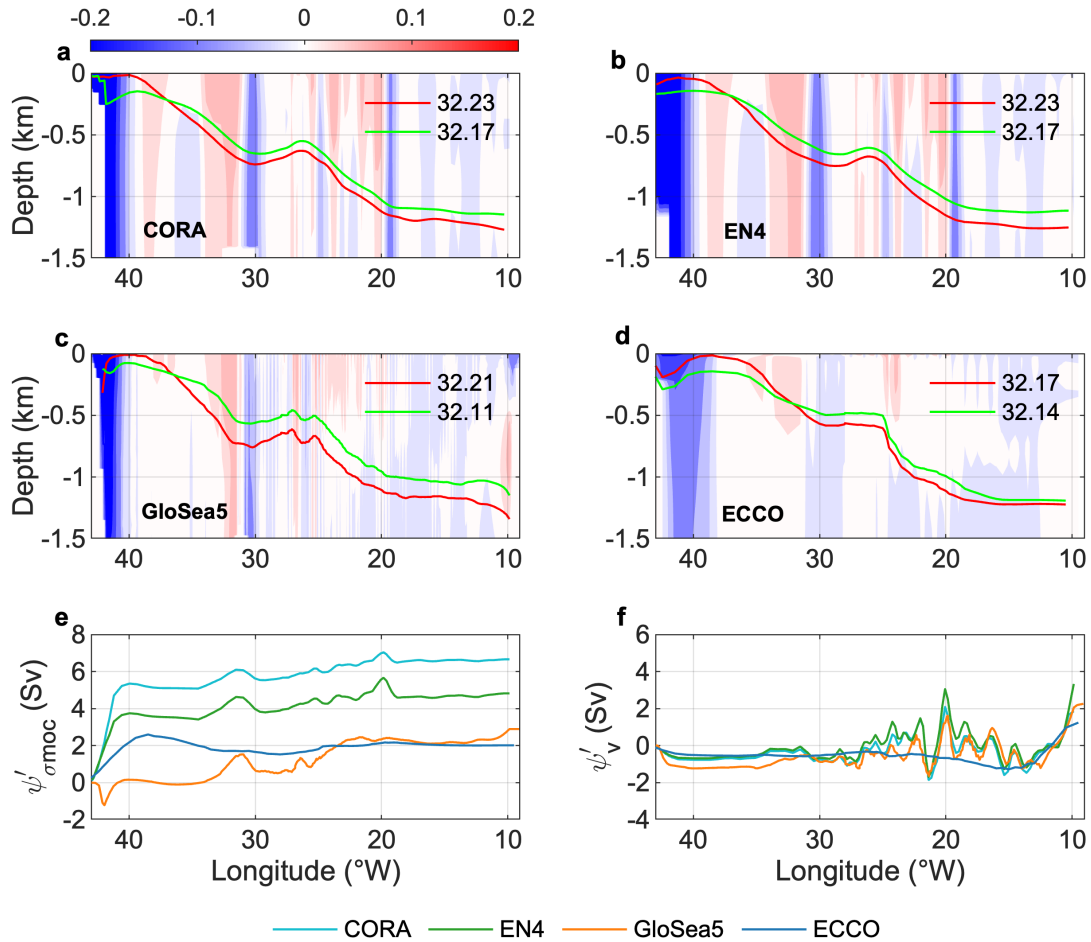 -0.2 -0.1 0 0.1 0.2
a b
0 0
-0.5 -0.5
-1 -1
-1.5 -1.5
Depth (km) Depth (km)
32.23 32.23
32.17 32.17
CORA EN4
40 30 20 10 40 30 20 10
c d
0 0
-0.5 -0.5
-1 -1
-1.5 -1.5
Depth (km)
32.21 32.17
32.11 32.14
GloSea5 ECCO
40 30 20 10 40 30 20 10
e f
8 6
6 4
4 2
2 0
0 -2
-2 -4
ψ′σmoc (Sv) ψ′v (Sv)
40 30 20 10 40 30 20 10
Longitude (°W) Longitude (°W)
CORA EN4 GloSea5 ECCO